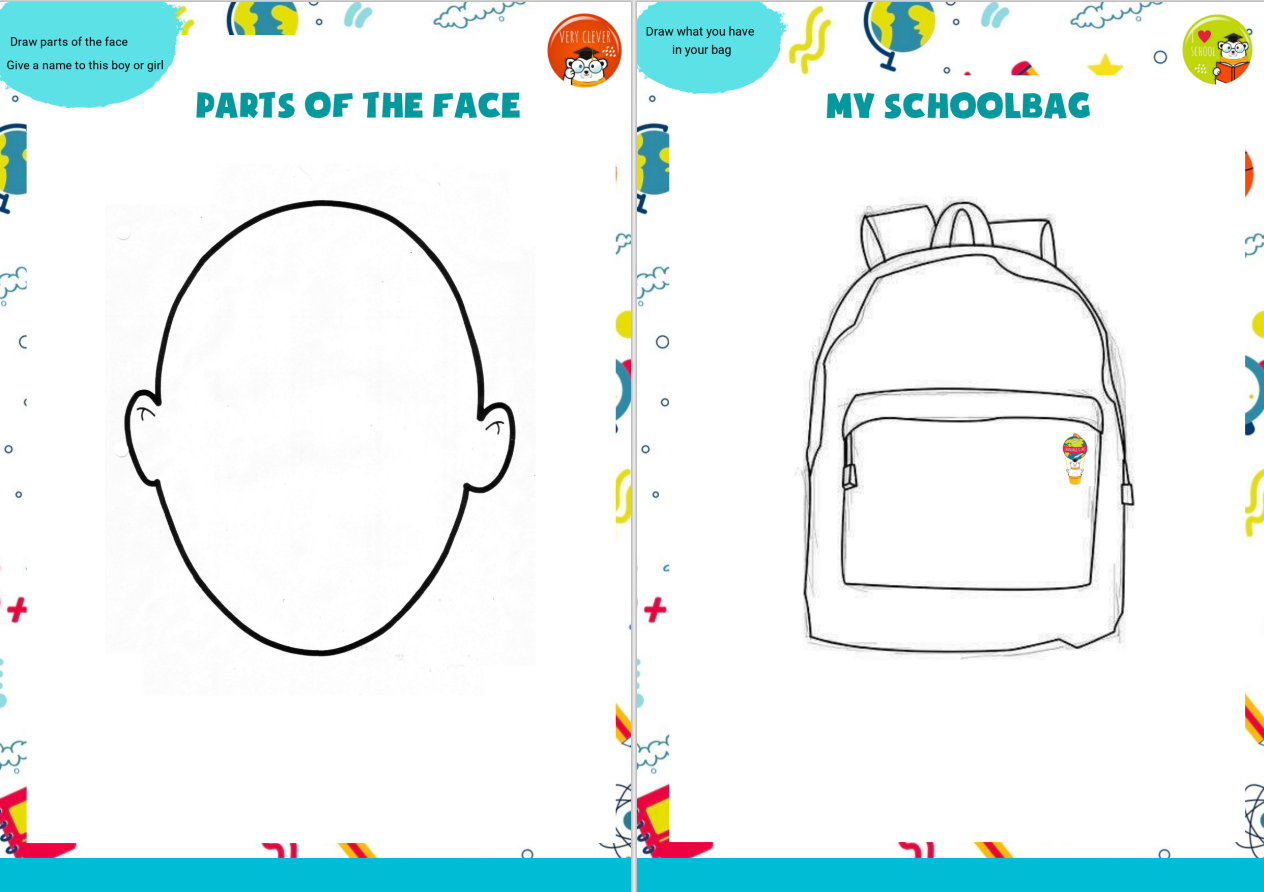 Draw parts of the face
Give a name to this boy or girl
VERY CLEVER
PARTS OF THE FACE
Draw what you have
in your bag
I
SCHOOL
MY SCHOOLBAG